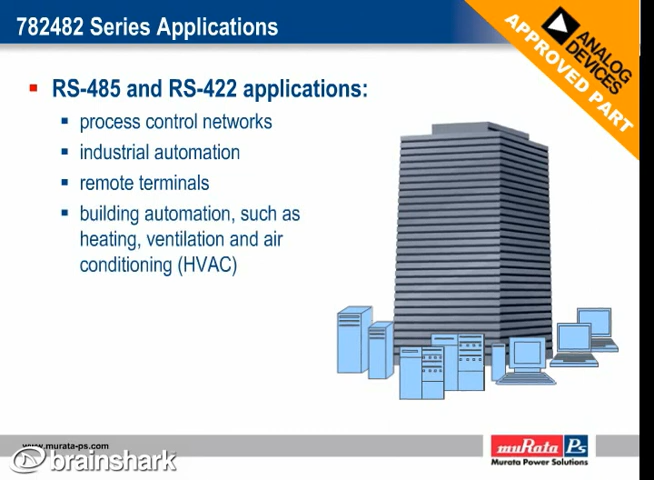 782482 Series Applications
ANALOG
DEVICES
APPROVED PART
RS-485 and RS-422 applications:
process control networks
industrial automation
remote terminals
building automation, such as
heating, ventilation and air
conditioning (HVAC)
www.murata-ps.com
brainshark
muRata Ps
Murata Power Solutions